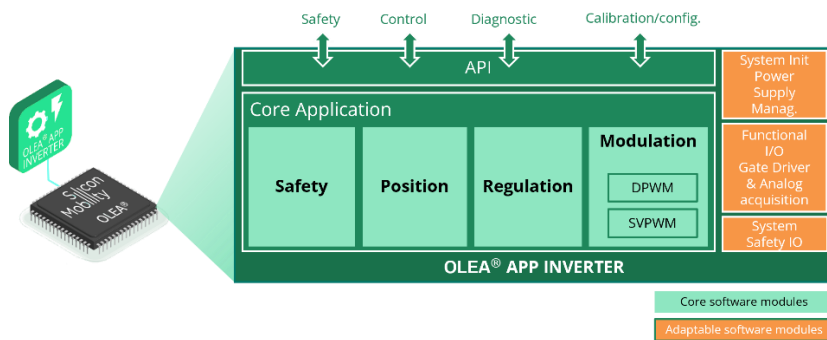 Safety
Control
Diagnostic
Calibration/config.
API
Core Application
Safety
Position
Regulation
Modulation
DPWM
SVPWM
OLEA® APP INVERTER
System Init
Power
Supply
Manag.
Functional
I/O
Gate Driver
& Analog
acquisition
System
Safety IO
OLEA® APP
INVERTER
Silicon
Mobility
OLEA®
Core software modules
Adaptable software modules